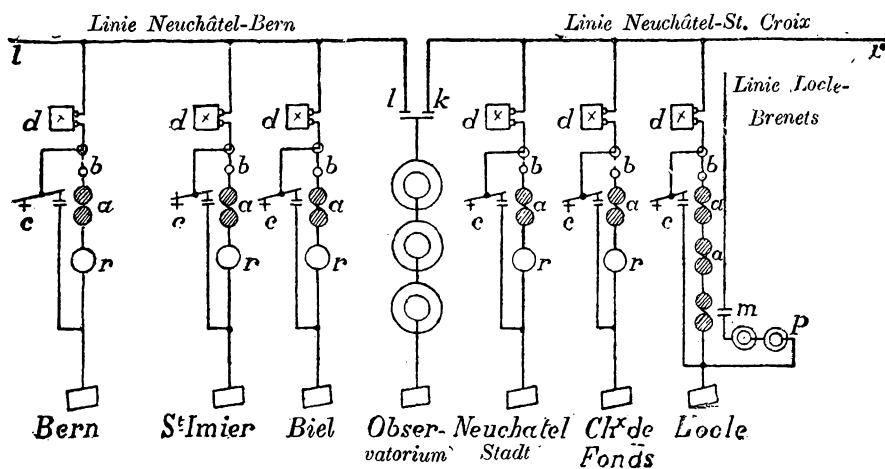 Linie Neuchâtel-Bern
Linie Neuchâtel-St. Croix
l
r
l k
Linie Locle-
Brenets
d d d d d d
b b b b b b
c a c a c a c a c a c a
a
r r r r r
m p
Bern
St Imier
Biel
Obser-
vatorium
Neuchatel
Stadt
Chx de
Fonds
Locle